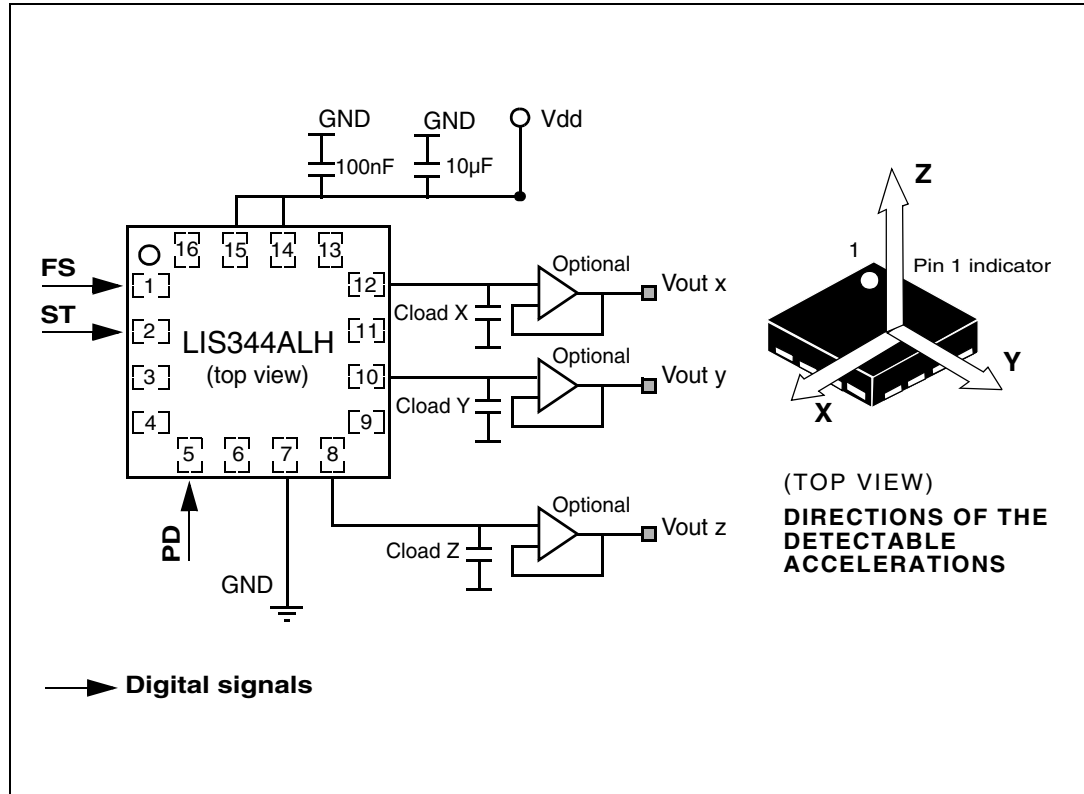 GND
GND
Vdd
100nF
10µF
Z
16
15
14
13
FS
1
12
Optional
Vout x
1
Pin 1 indicator
Cload X
ST
2
11
LIS344ALH
(top view)
3
10
Optional
Vout y
Y
X
Cload Y
4
9
5
6
7
8
(TOP VIEW)
DIRECTIONS OF THE
DETECTABLE
ACCELERATIONS
PD
Optional
Vout z
Cload Z
GND
Digital signals